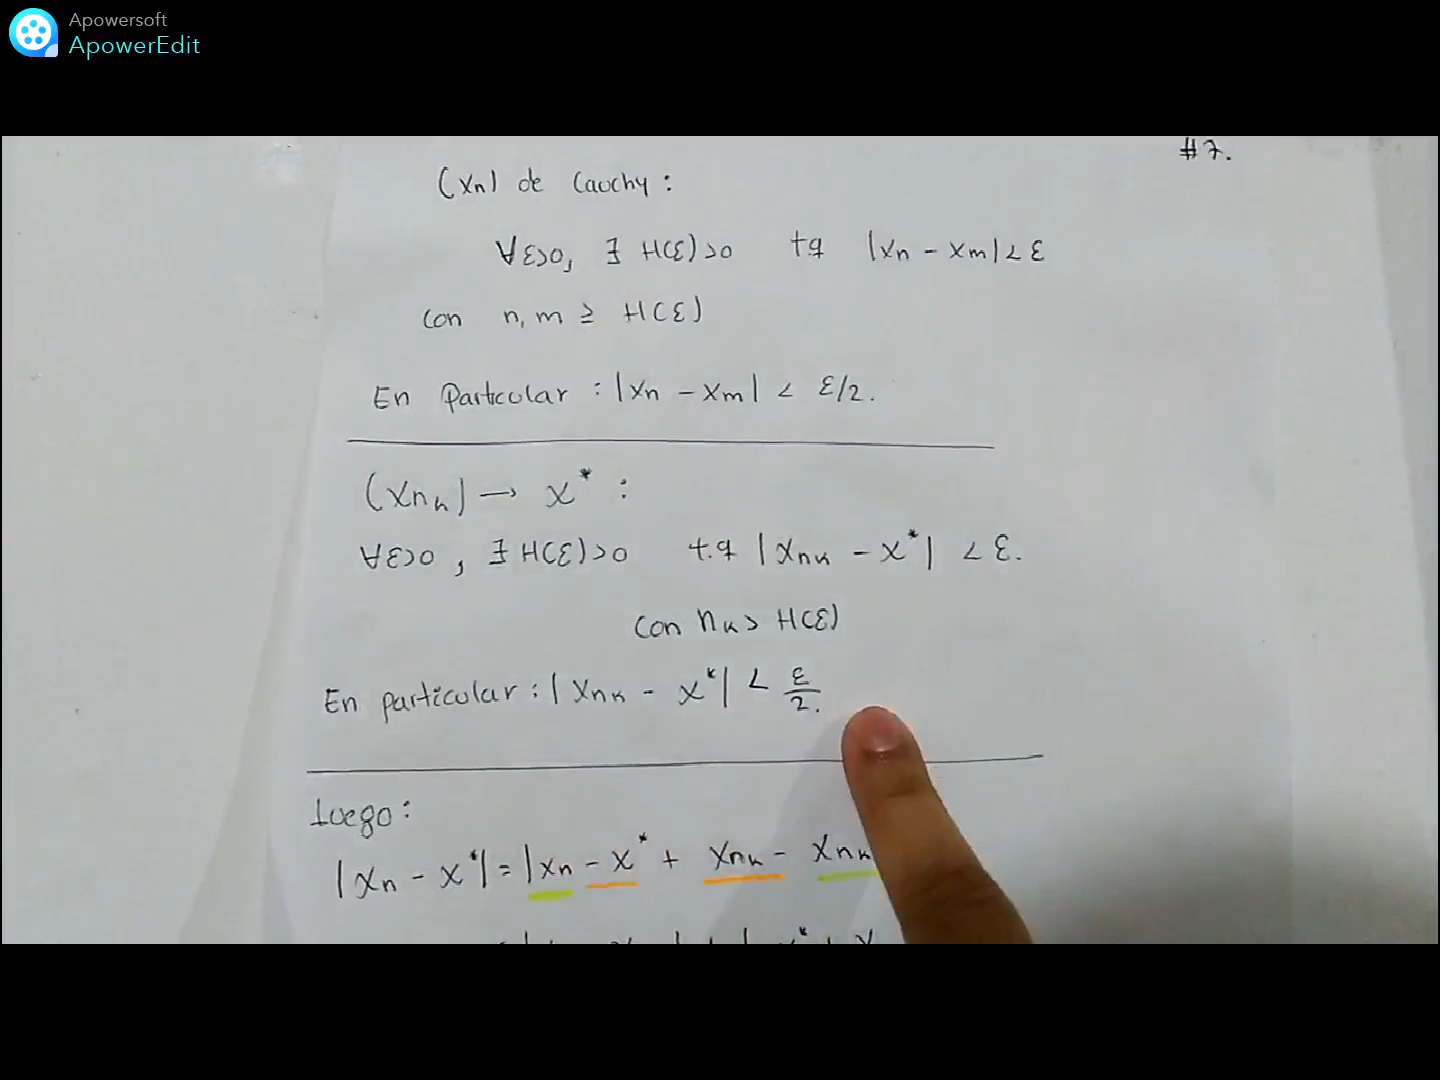 Apowersoft
ApowerEdit
#7.
(xn) de Cauchy :
∀ε>0, ∃ H(ε)>0 tq |xn - xm| < ε
con n, m ≥ H(ε)
En Particular : |xn - xm| < ε/2.
(xnk) → x* :
∀ε>0 , ∃ H(ε)>0 t.q |xnk - x*| < ε.
con nk > H(ε)
En particular : |xnk - x*| < ε/2.
Luego :
|xn - x*| = |xn - x* + xnk - xnk